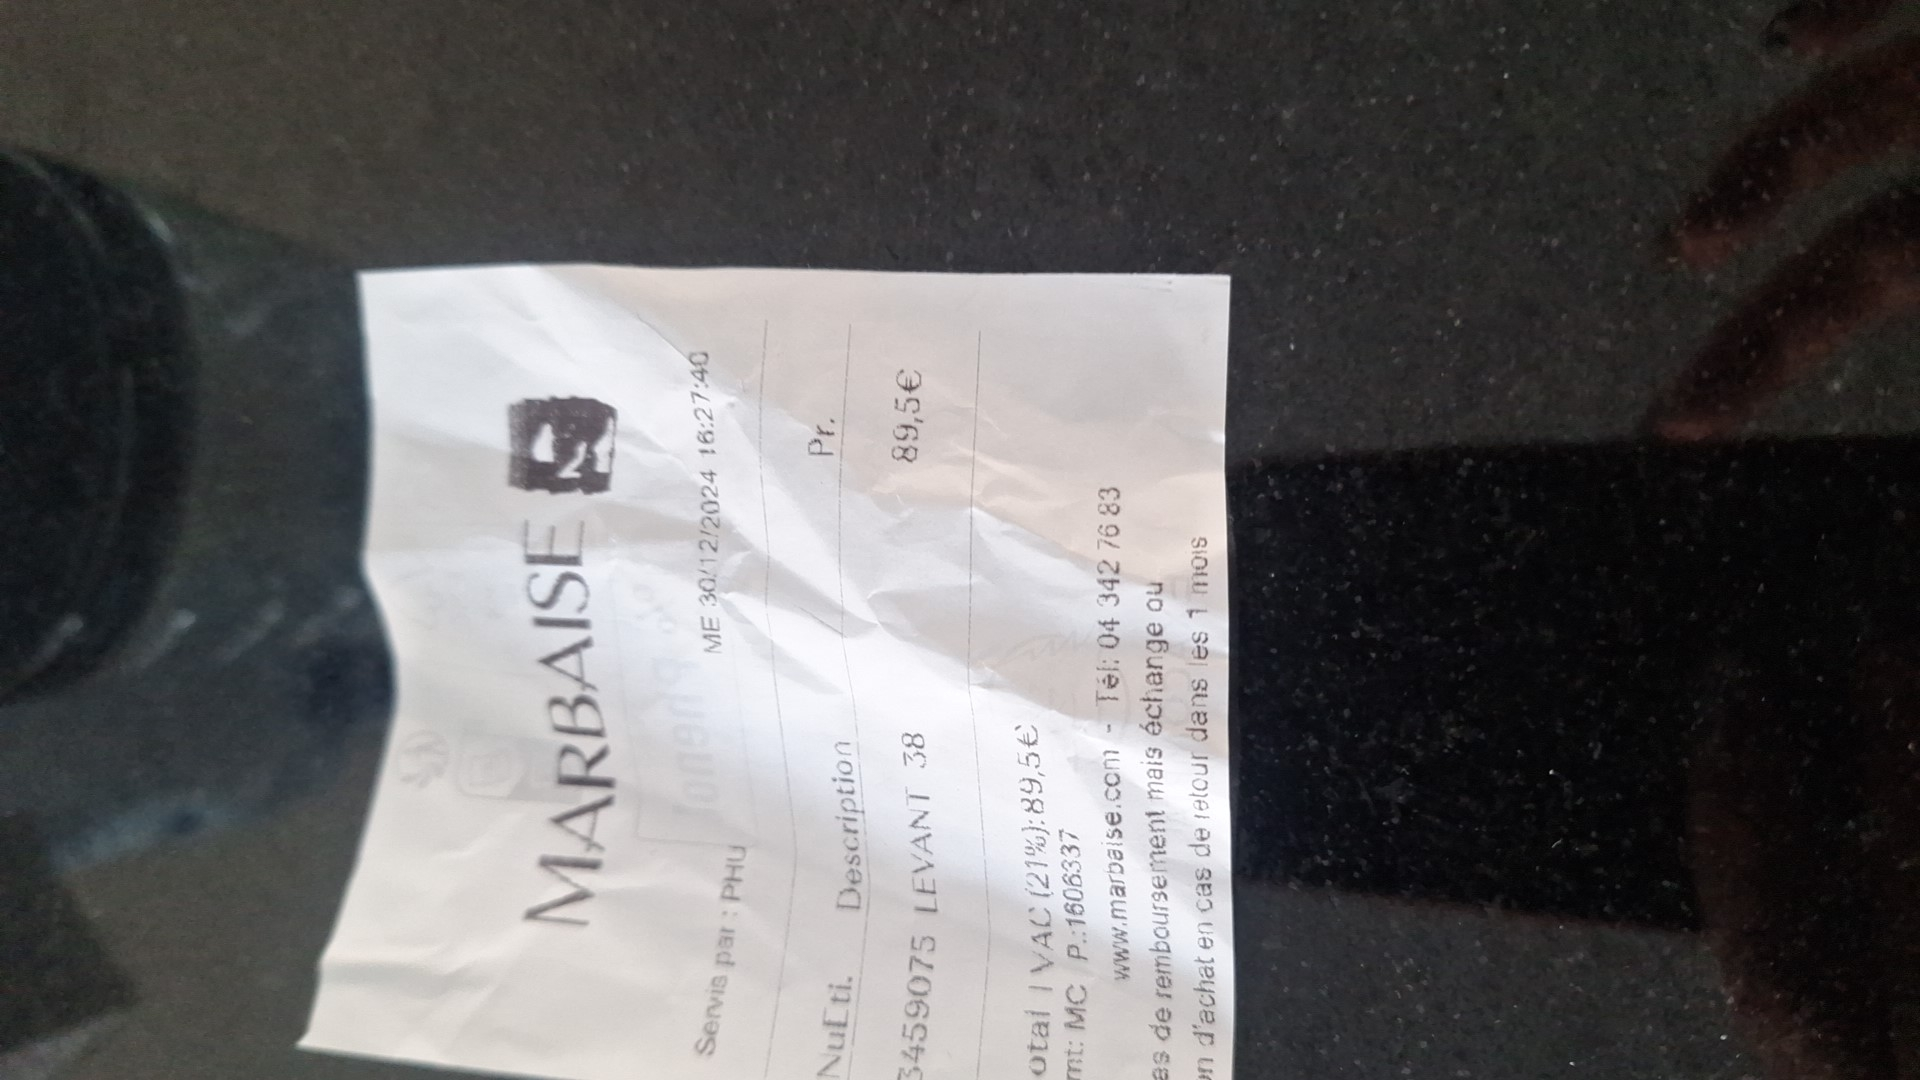 MARBAISE
Servis par : PHU ME 30/12/2024 16:27:40
NuEti. Description Pr.
3459075 LEVANT 38 89,5€
otal TVAC (21%):89,5€
mt: MC P.:1606337
www.marbaise.com - Tél: 04 342 76 83
as de remboursement mais échange ou
on d'achat en cas de retour dans les 1 mois